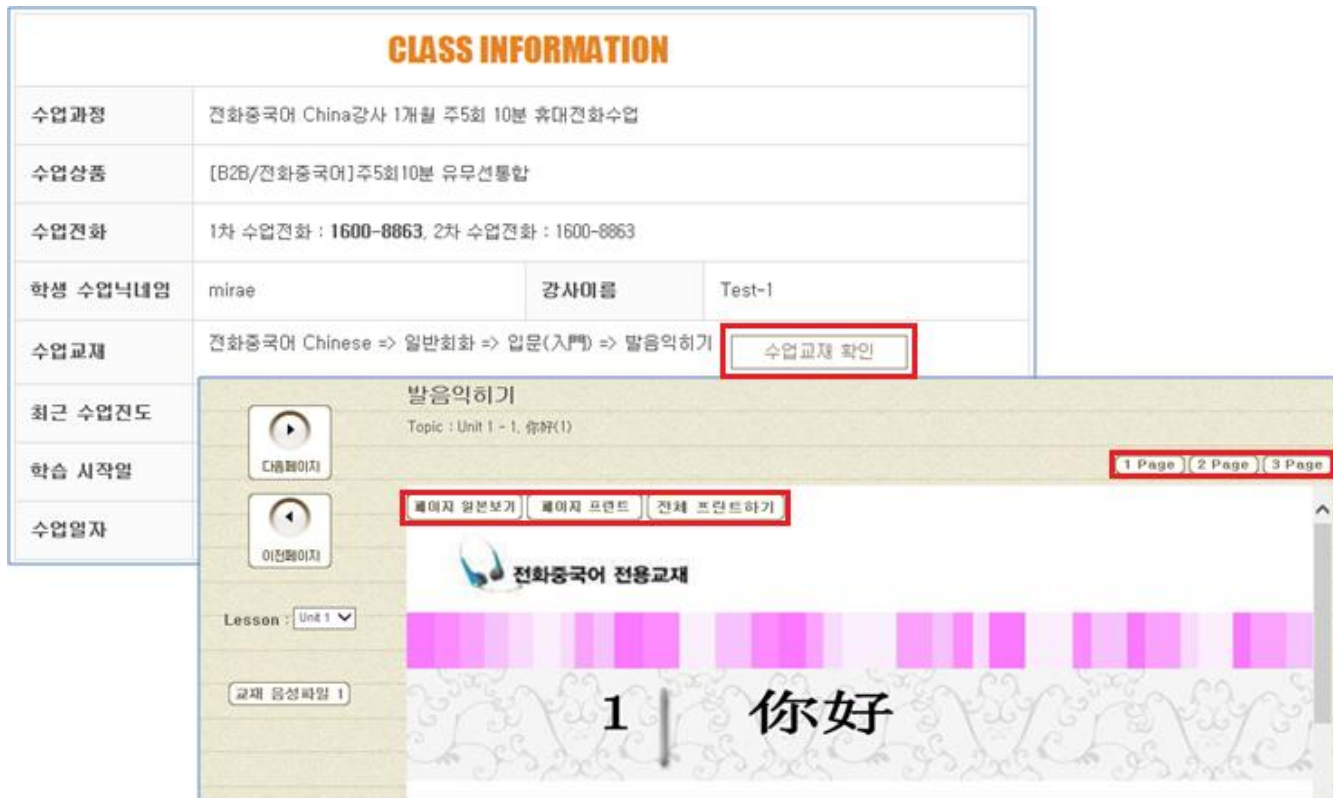 CLASS INFORMATION
수업과정 전화중국어 China강사 1개월 주5회 10분 휴대전화수업
수업상품 [B2B/전화중국어]주5회10분 유무선통합
수업전화 1차 수업전화 : 1600-8863, 2차 수업전화 : 1600-8863
학생 수업닉네임 mirae 강사이름 Test-1
수업교재 전화중국어 Chinese => 일반회화 => 입문(入門) => 발음익히기 수업교재 확인
최근 수업진도
학습 시작일
수업일자
발음익히기
Topic : Unit 1 - 1, 你好(1)
다음페이지
1 Page 2 Page 3 Page
이전페이지
페이지 원본보기 페이지 프린트 전체 프린트하기
전화중국어 전용교재
Lesson : Unit 1
교재 음성파일 1
1 你好